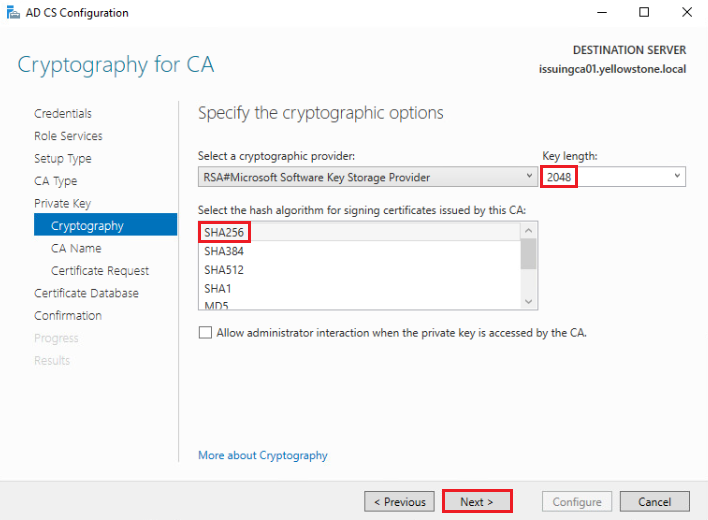 AD CS Configuration
DESTINATION SERVER
issuingca01.yellowstone.local
Cryptography for CA
Credentials
Role Services
Setup Type
CA Type
Private Key
Cryptography
CA Name
Certificate Request
Certificate Database
Confirmation
Progress
Results
Specify the cryptographic options
Select a cryptographic provider:
Key length:
RSA#Microsoft Software Key Storage Provider
2048
Select the hash algorithm for signing certificates issued by this CA:
SHA256
SHA384
SHA512
SHA1
MD5
Allow administrator interaction when the private key is accessed by the CA.
More about Cryptography
< Previous
Next >
Configure
Cancel